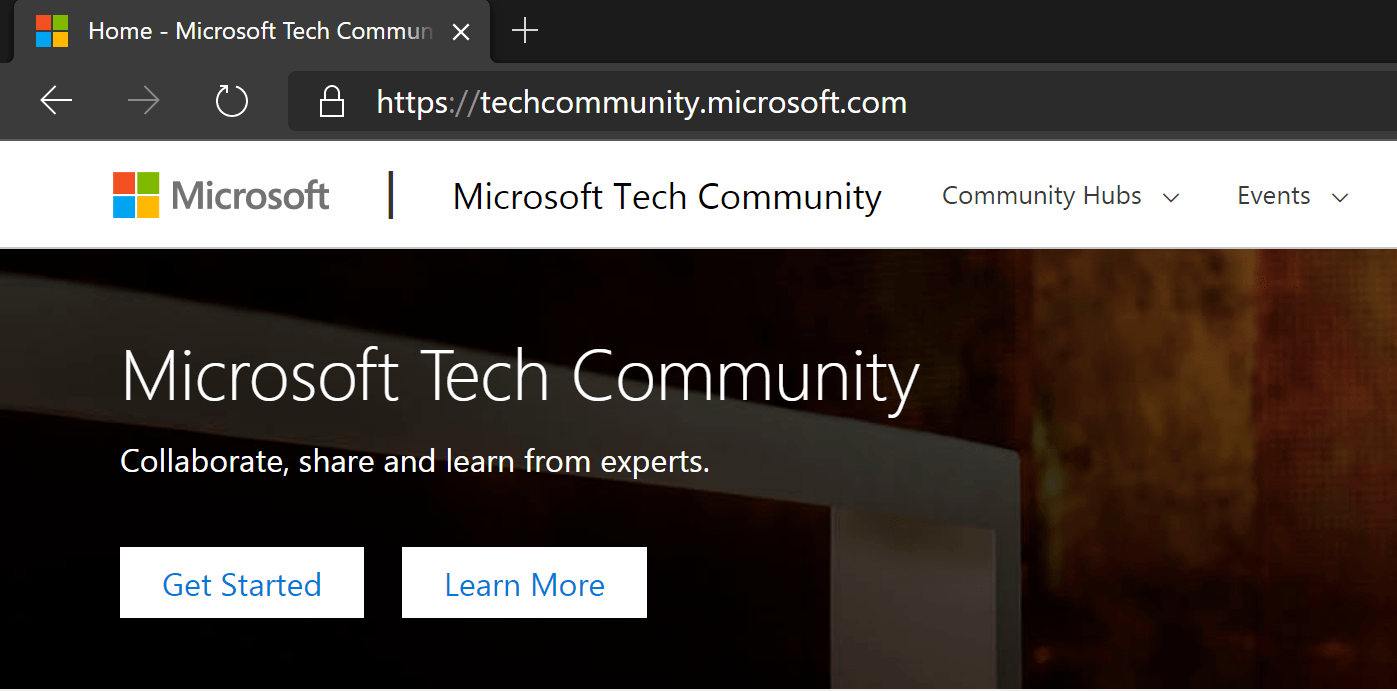 Home - Microsoft Tech Commun
https://techcommunity.microsoft.com
Microsoft | Microsoft Tech Community Community Hubs Events
Microsoft Tech Community
Collaborate, share and learn from experts.
Get Started Learn More